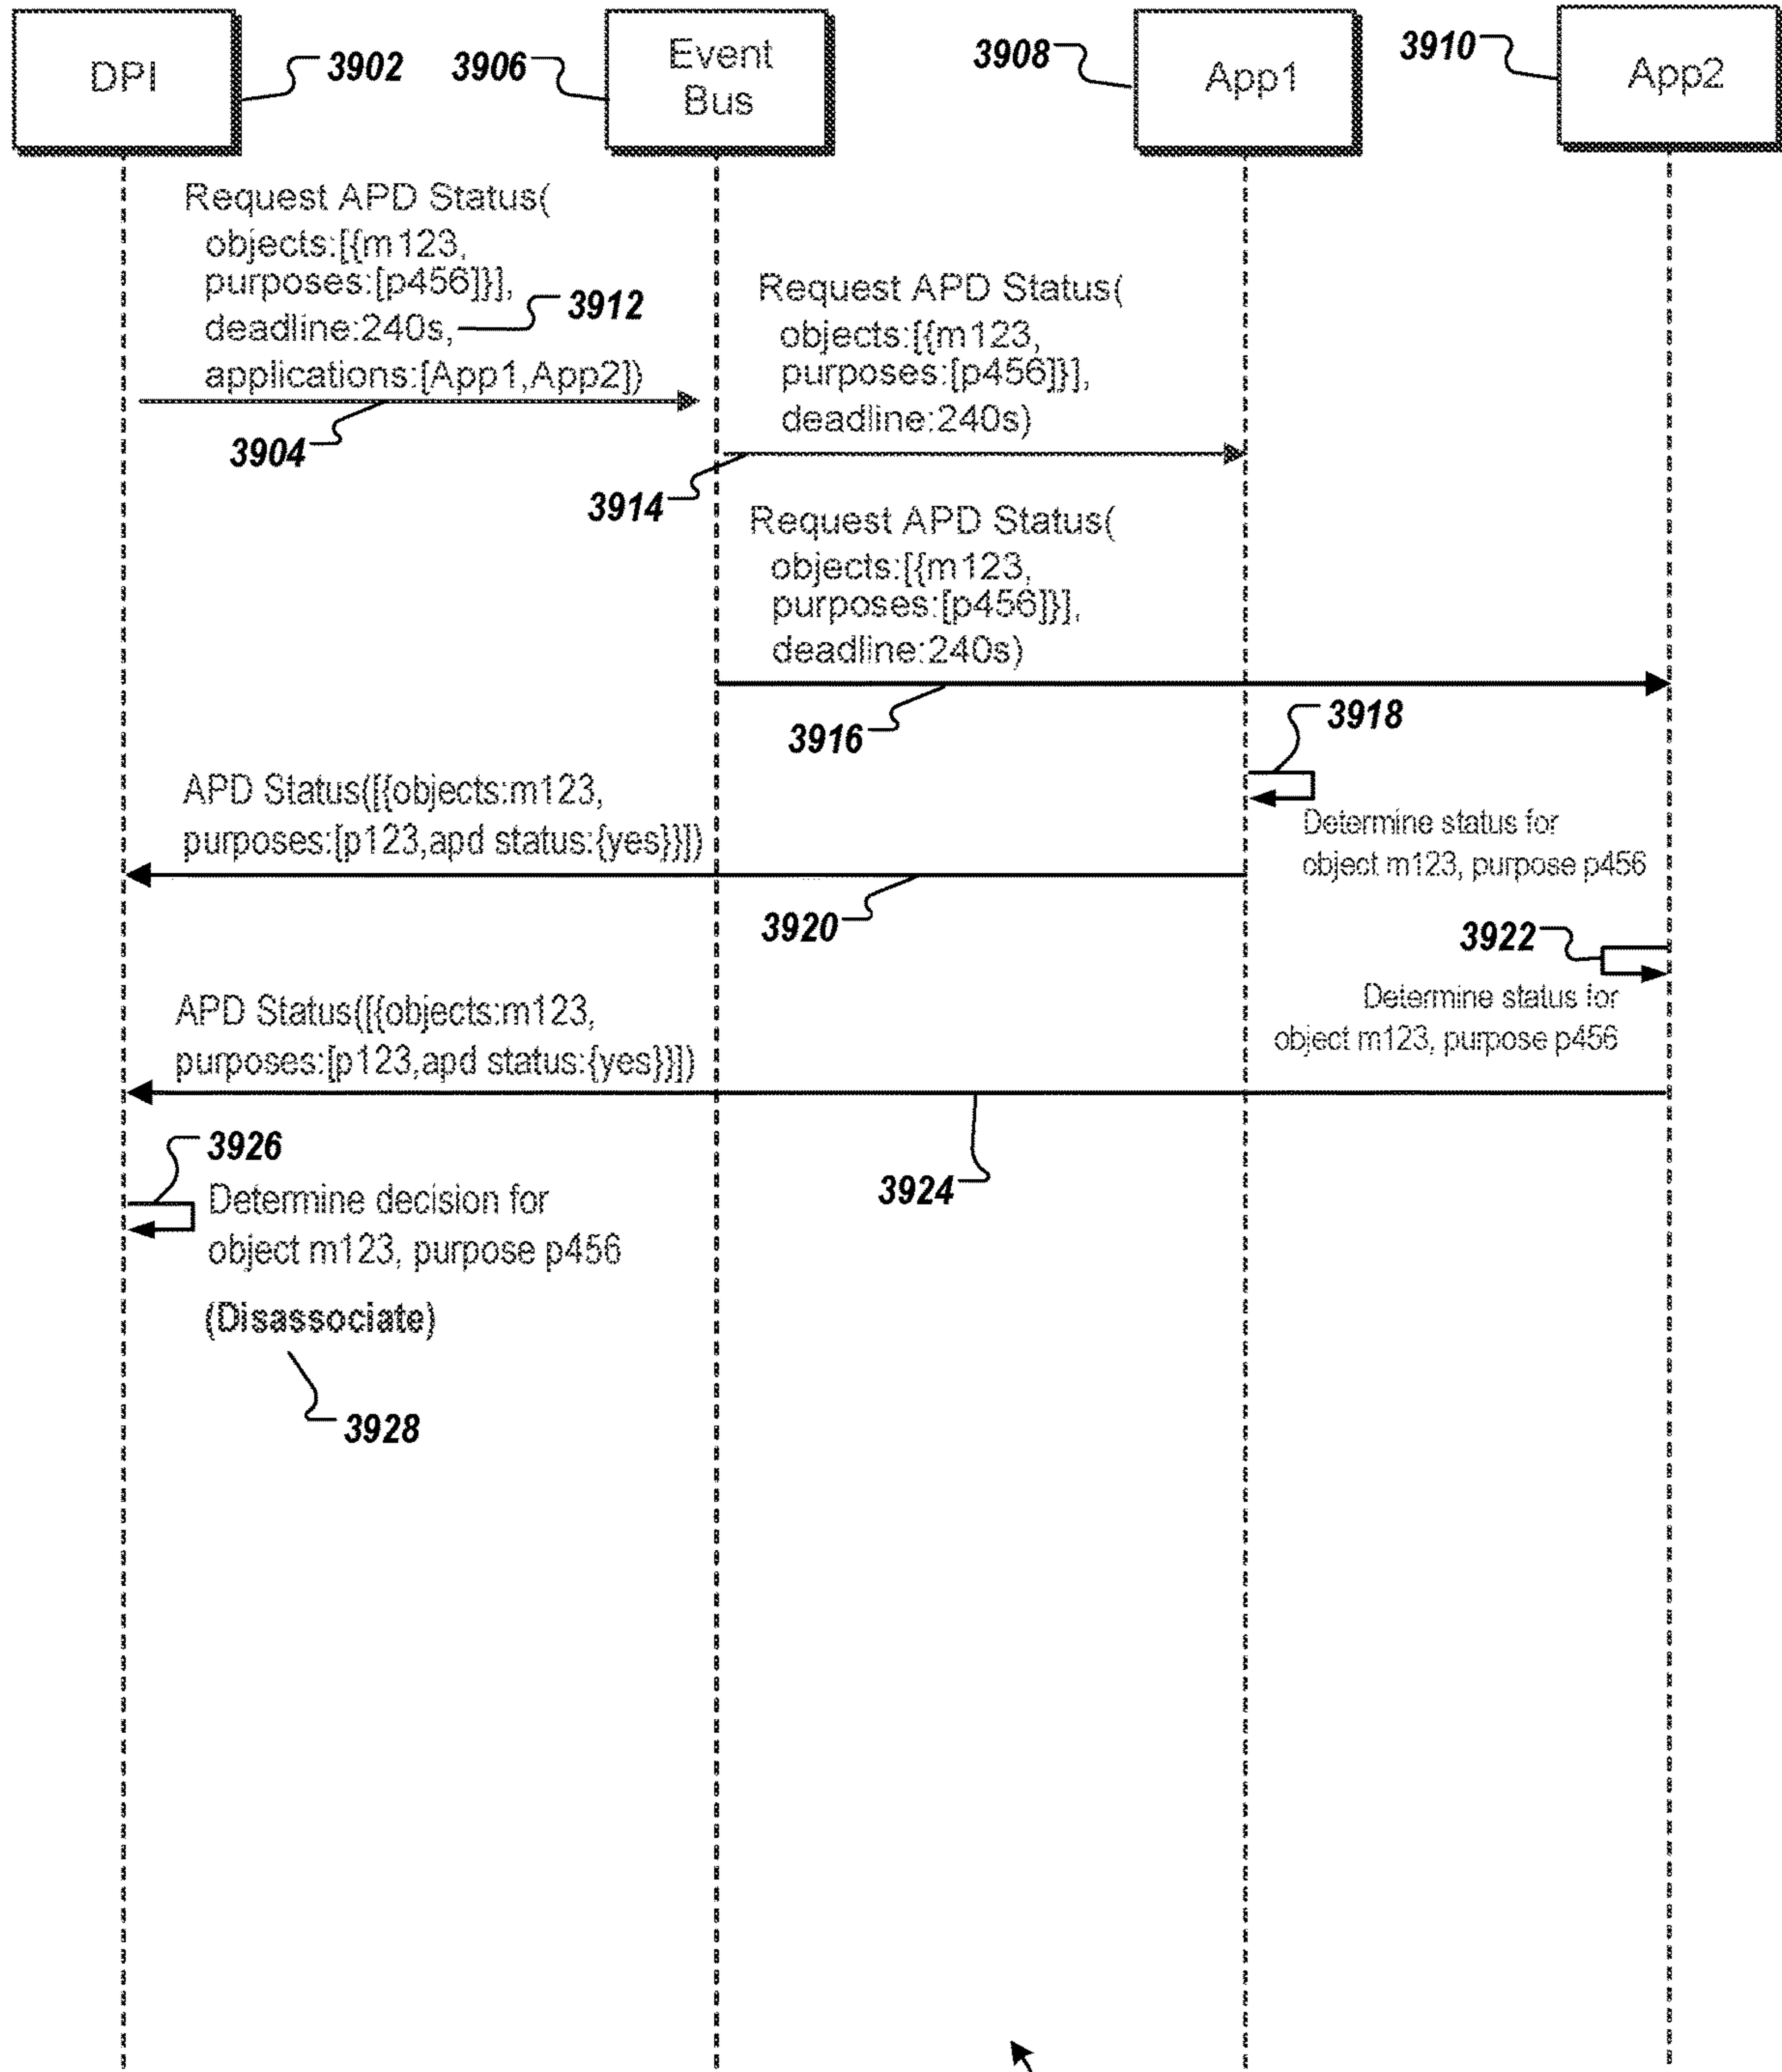 DPI
3902
3906
Event
Bus
3908
App1
3910
App2
Request APD Status(
objects:[{m123,
purposes:[p456]}],
deadline:240s,
3912
applications:[App1,App2])
3904
Request APD Status(
objects:[{m123,
purposes:[p456]}],
deadline:240s)
3914
Request APD Status(
objects:[{m123,
purposes:[p456]}],
deadline:240s)
3916
3918
Determine status for
object m123, purpose p456
APD Status([{objects:m123,
purposes:[p123,apd status:{yes}}])
3920
3922
Determine status for
object m123, purpose p456
APD Status([{objects:m123,
purposes:[p123,apd status:{yes}}])
3924
3926
Determine decision for
object m123, purpose p456
(Disassociate)
3928